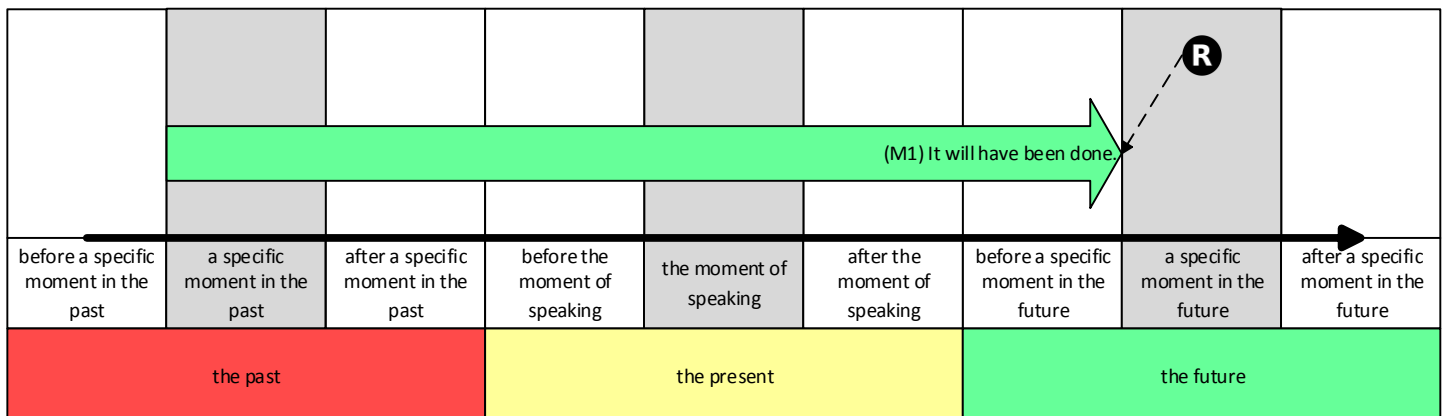 R
(M1) It will have been done.
before a specific
moment in the
past
a specific
moment in the
past
after a specific
moment in the
past
before the
moment of
speaking
the moment of
speaking
after the
moment of
speaking
before a specific
moment in the
future
a specific
moment in the
future
after a specific
moment in the
future
the past
the present
the future